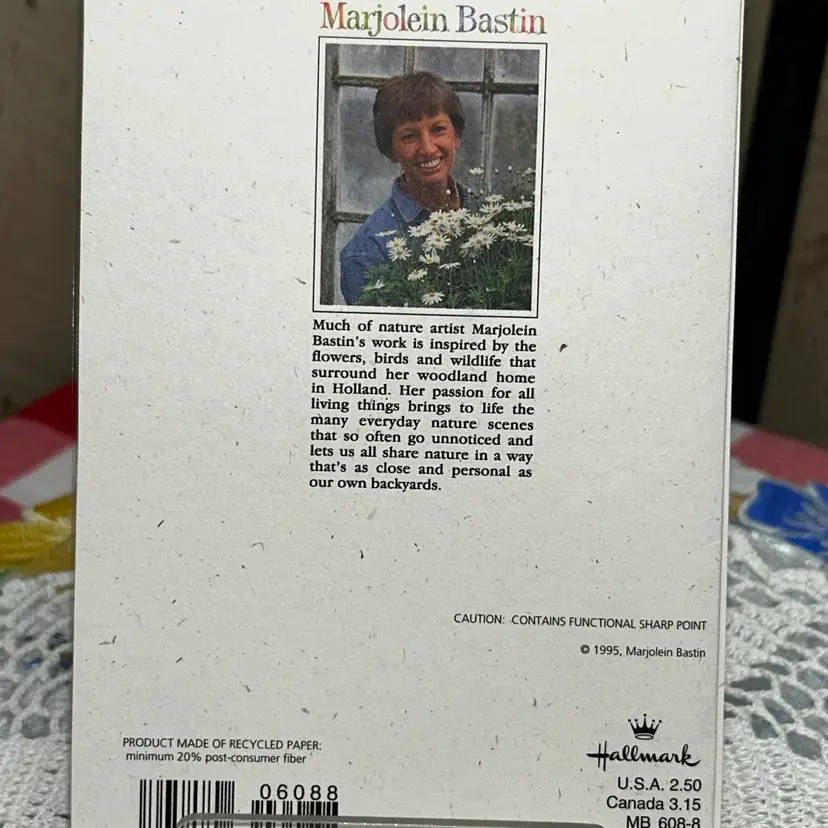 Marjolein Bastin
Much of nature artist Marjolein
Bastin's work is inspired by the
flowers, birds and wildlife that
surround her woodland home
in Holland. Her passion for all
living things brings to life the
many everyday nature scenes
that so often go unnoticed and
lets us all share nature in a way
that's as close and personal as
our own backyards.
CAUTION: CONTAINS FUNCTIONAL SHARP POINT
© 1995, Marjolein Bastin
PRODUCT MADE OF RECYCLED PAPER:
minimum 20% post-consumer fiber
06088
Hallmark
U.S.A. 2.50
Canada 3.15
MB 608-8